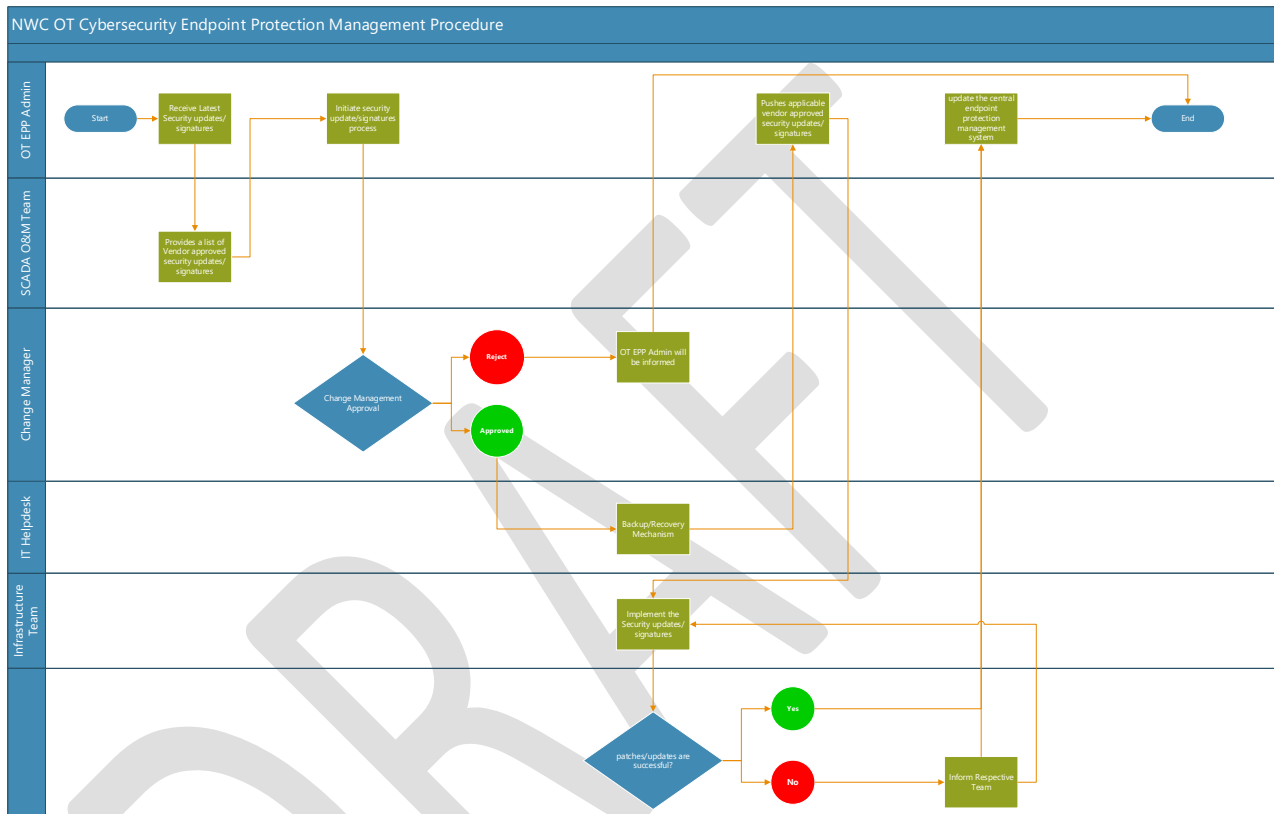 NWC OT Cybersecurity Endpoint Protection Management Procedure
OT EPP Admin
Start
Receive Latest
Security updates/
signatures
Initiate security
update/signatures
process
Pushes applicable
vendor approved
security updates/
signatures
update the central
endpoint
protection
management
system
End
SCADA O&M Team
Provides a list of
Vendor approved
security updates/
signatures
Change Manager
Change Management
Approval
Reject
Approved
OT EPP Admin will
be informed
IT Helpdesk
Backup/Recovery
Mechanism
Infrastructure
Team
Implement the
Security updates/
signatures
patches/updates are
successful?
Yes
No
Inform Respective
Team
DRAFT